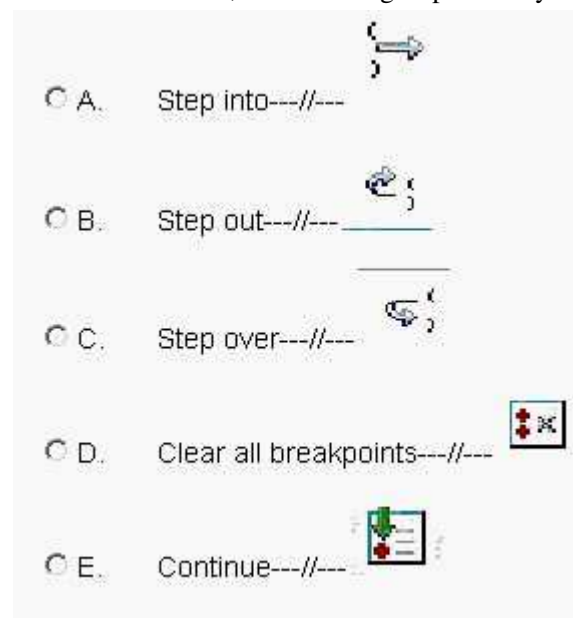 A. Step into---//---
B. Step out---//---
C. Step over---//---
D. Clear all breakpoints---//---
E. Continue---//---